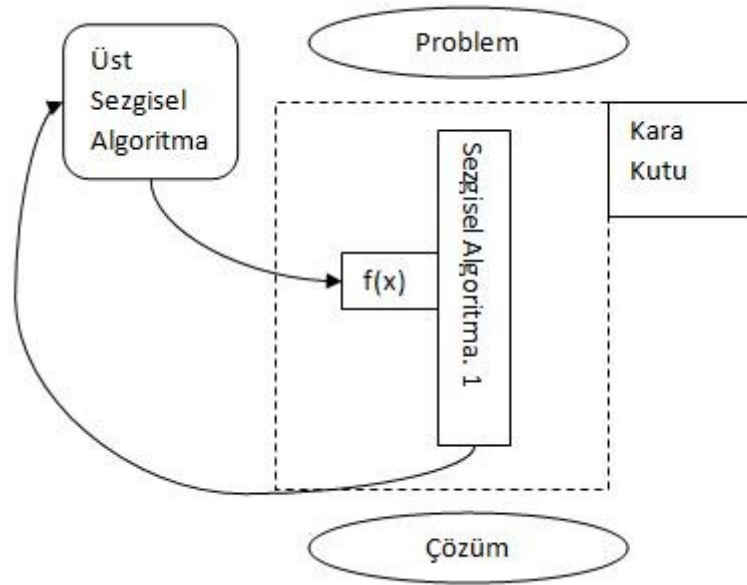 Problem
Üst
Sezgisel
Algoritma
Kara
Kutu
Sezgisel Algoritma. 1
f(x)
Çözüm